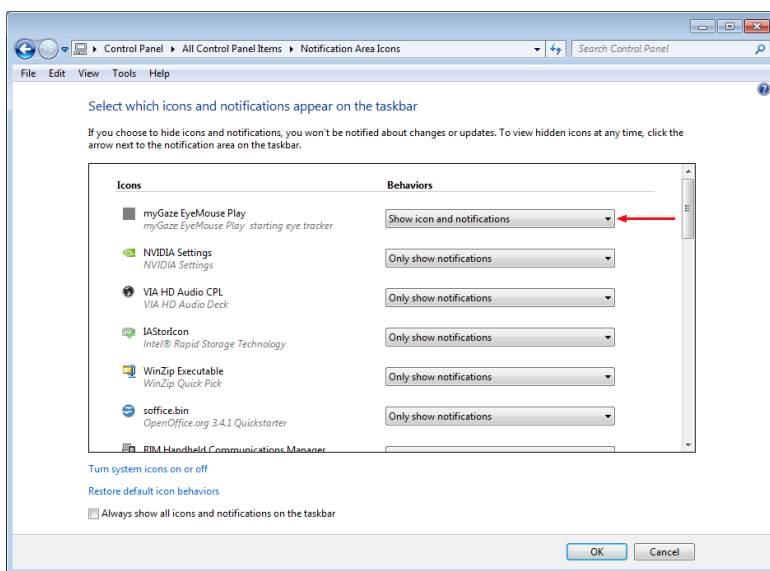 Control Panel ▸ All Control Panel Items ▸ Notification Area Icons
Search Control Panel
File Edit View Tools Help
Select which icons and notifications appear on the taskbar
If you choose to hide icons and notifications, you won't be notified about changes or updates. To view hidden icons at any time, click the
arrow next to the notification area on the taskbar.
Icons Behaviors
myGaze EyeMouse Play
myGaze EyeMouse Play starting eye tracker
Show icon and notifications
NVIDIA Settings
NVIDIA Settings
Only show notifications
VIA HD Audio CPL
VIA HD Audio Deck
Only show notifications
IAStorIcon
Intel® Rapid Storage Technology
Only show notifications
WinZip Executable
WinZip Quick Pick
Only show notifications
soffice.bin
OpenOffice.org 3.4.1 Quickstarter
Only show notifications
RIM Handheld Communications Manager
Turn system icons on or off
Restore default icon behaviors
Always show all icons and notifications on the taskbar
OK Cancel